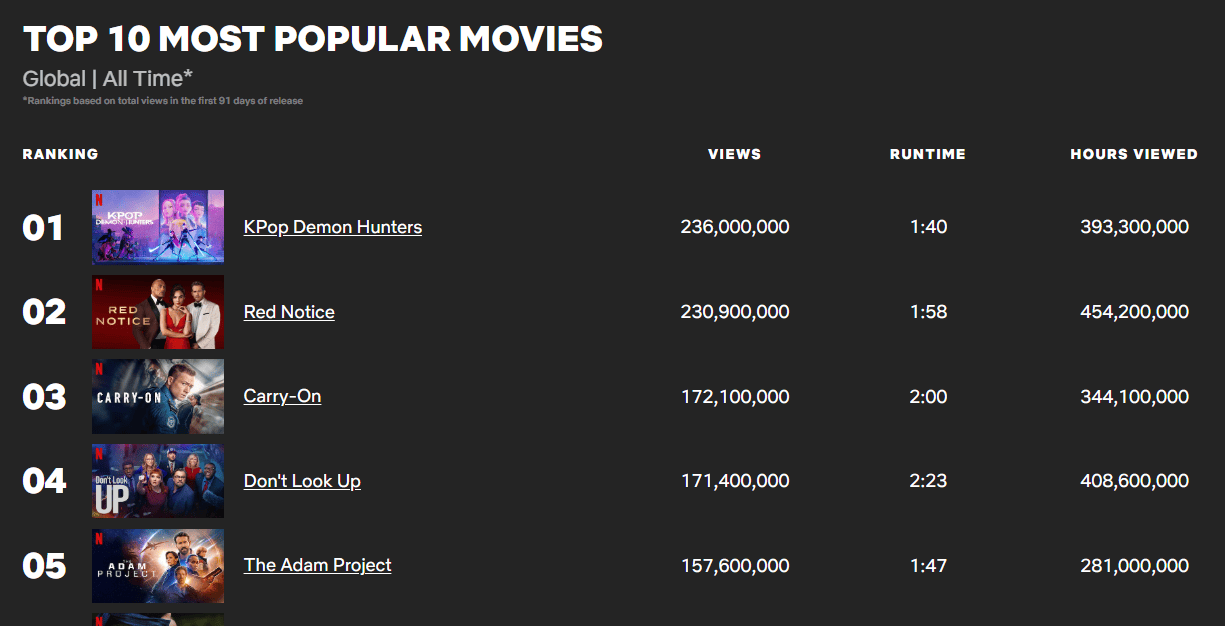 TOP 10 MOST POPULAR MOVIES
Global | All Time*
*Rankings based on total views in the first 91 days of release
RANKING VIEWS RUNTIME HOURS VIEWED
01 KPOP DEMON HUNTERS KPop Demon Hunters 236,000,000 1:40 393,300,000
02 RED NOTICE Red Notice 230,900,000 1:58 454,200,000
03 CARRY-ON Carry-On 172,100,000 2:00 344,100,000
04 Don't Look UP Don't Look Up 171,400,000 2:23 408,600,000
05 ADAM PROJECT The Adam Project 157,600,000 1:47 281,000,000